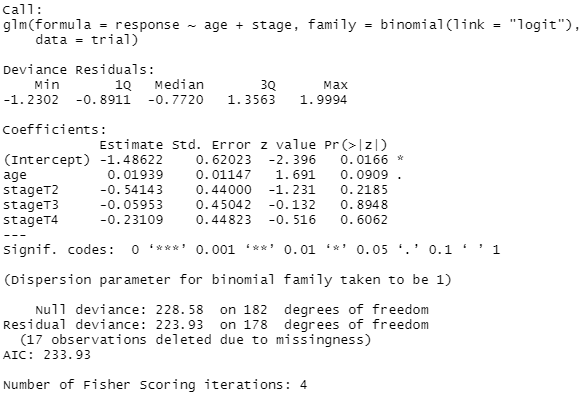 Call:
glm(formula = response ~ age + stage, family = binomial(link = "logit"),
    data = trial)
Deviance Residuals:
    Min       1Q   Median       3Q      Max
-1.2302  -0.8911  -0.7720   1.3563   1.9994
Coefficients:
            Estimate Std. Error z value Pr(>|z|)
(Intercept) -1.48622    0.62023  -2.396   0.0166 *
age          0.01939    0.01147   1.691   0.0909 .
stageT2     -0.54143    0.44000  -1.231   0.2185
stageT3     -0.05953    0.45042  -0.132   0.8948
stageT4     -0.23109    0.44823  -0.516   0.6062
---
Signif. codes:  0 ‘***’ 0.001 ‘**’ 0.01 ‘*’ 0.05 ‘.’ 0.1 ‘ ’ 1
(Dispersion parameter for binomial family taken to be 1)
    Null deviance: 228.58  on 182  degrees of freedom
Residual deviance: 223.93  on 178  degrees of freedom
  (17 observations deleted due to missingness)
AIC: 233.93
Number of Fisher Scoring iterations: 4